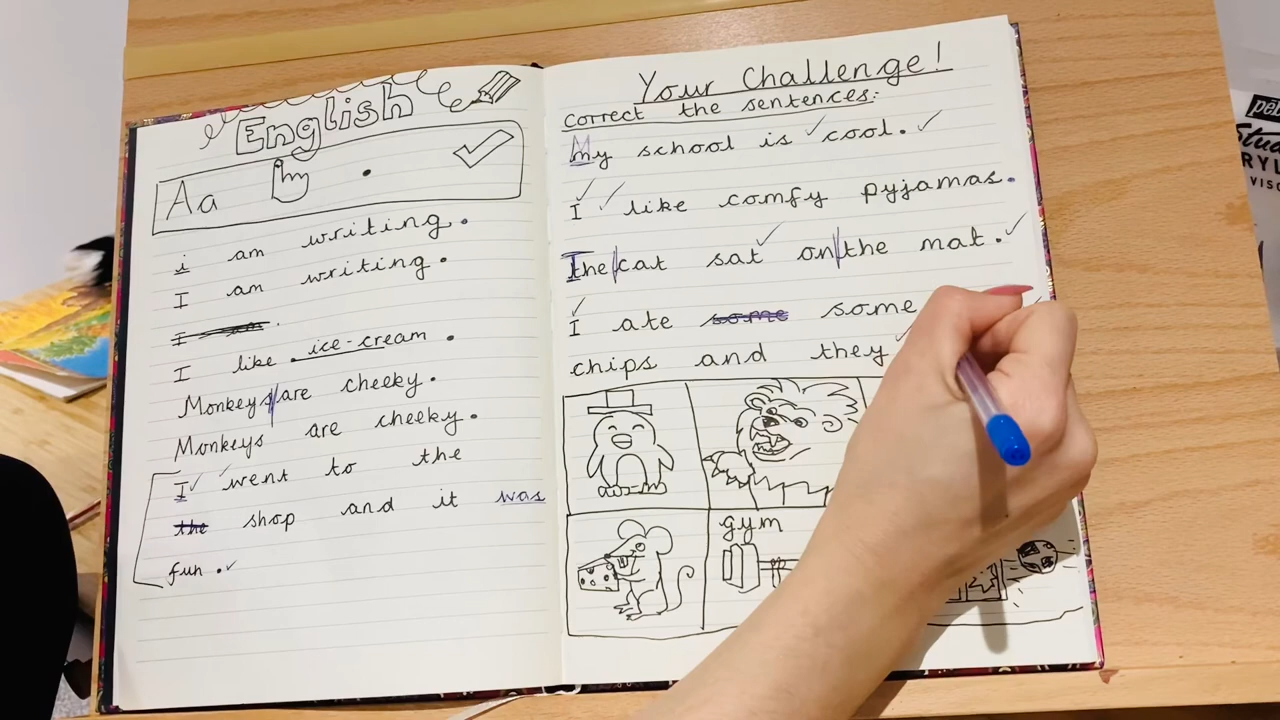 English
Aa .
i am writing.
I am writing.
I
I like ice-cream.
Monkeys|are cheeky.
Monkeys are cheeky.
I went to the
the shop and it was
fun.
Your Challenge!
Correct the sentences:
My school is cool.
I like comfy pyjamas.
The|cat sat on|the mat.
I ate some some
chips and they
gym